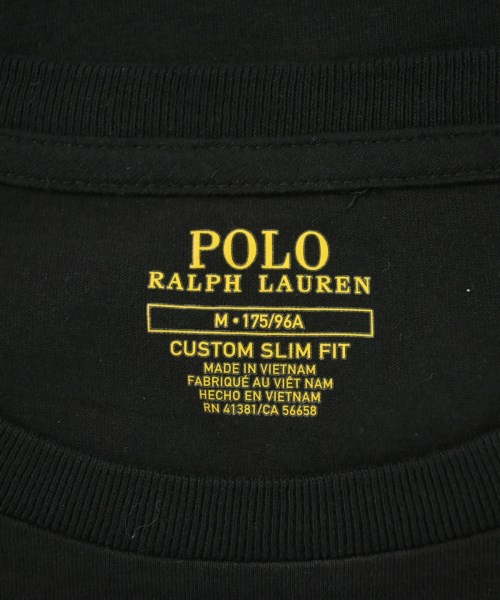 POLO
RALPH LAUREN
M • 175/96A
CUSTOM SLIM FIT
MADE IN VIETNAM
FABRIQUÉ AU VIÊT NAM
HECHO EN VIETNAM
RN 41381/CA 56658